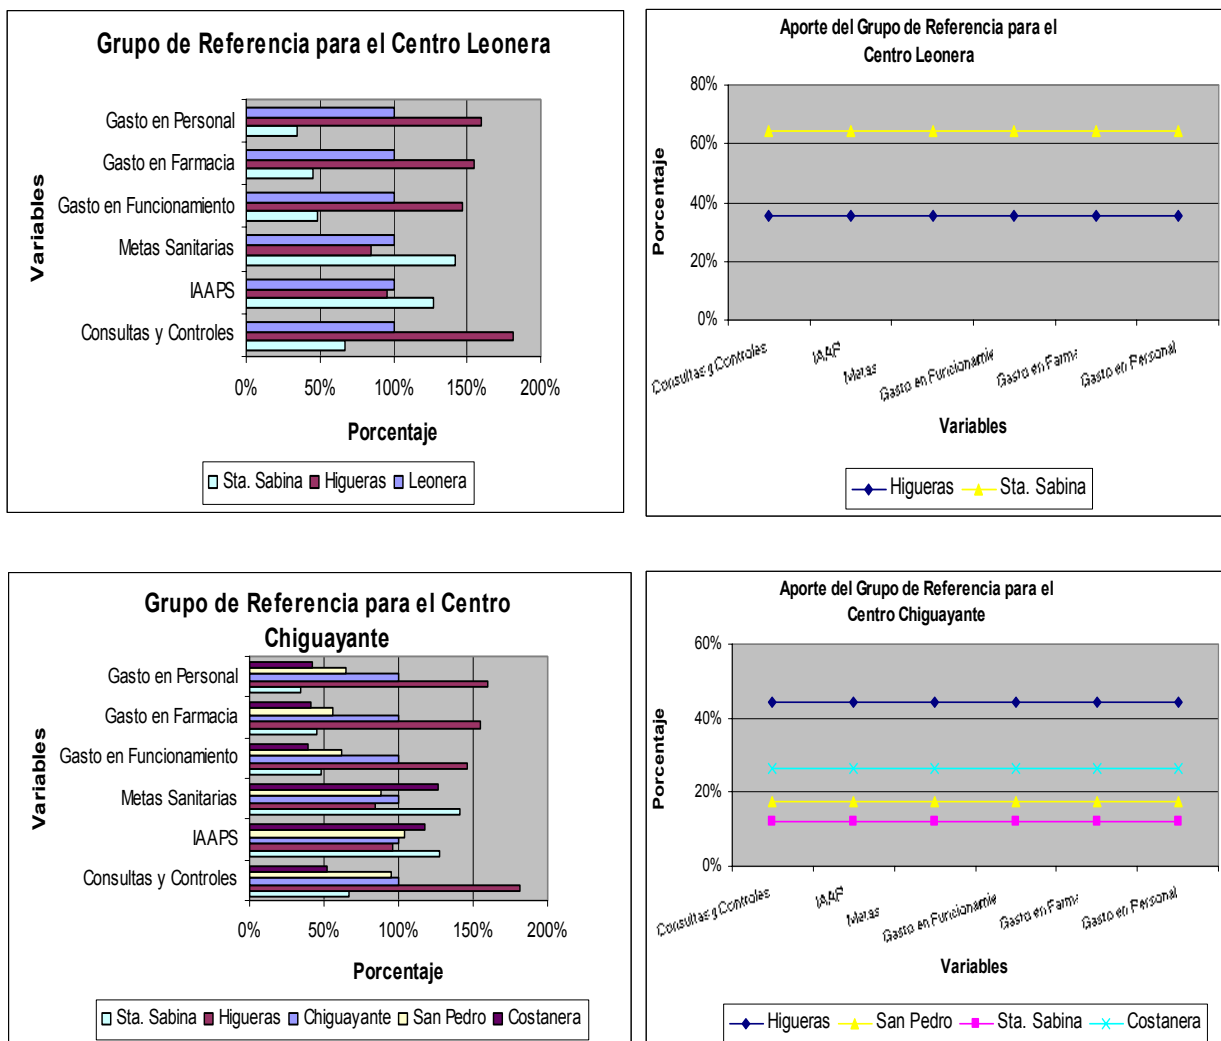 Grupo de Referencia para el Centro Leonera
Variables
Gasto en Personal
Gasto en Farmacia
Gasto en Funcionamiento
Metas Sanitarias
IAAPS
Consultas y Controles
0% 50% 100% 150% 200%
Porcentaje
Sta. Sabina Higueras Leonera
Aporte del Grupo de Referencia para el
Centro Leonera
Porcentaje
80%
60%
40%
20%
0%
Consultas y Controles
IAAP
Metas
Gasto en Funcionamie
Gasto en Farma
Gasto en Personal
Variables
Higueras Sta. Sabina
Grupo de Referencia para el Centro
Chiguayante
Variables
Gasto en Personal
Gasto en Farmacia
Gasto en Funcionamiento
Metas Sanitarias
IAAPS
Consultas y Controles
0% 50% 100% 150% 200%
Porcentaje
Sta. Sabina Higueras Chiguayante San Pedro Costanera
Aporte del Grupo de Referencia para el
Centro Chiguayante
Porcentaje
60%
40%
20%
0%
Consultas y Controles
IAAP
Metas
Gasto en Funcionamie
Gasto en Farma
Gasto en Personal
Variables
Higueras San Pedro Sta. Sabina Costanera